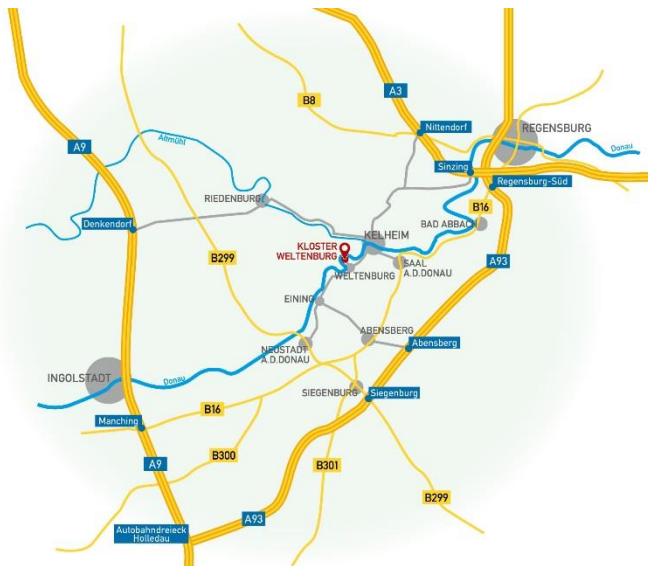 A3
B8
REGENSBURG
Nittendorf
Altmühl
A9
Donau
Sinzing
Regensburg-Süd
RIEDENBURG
B16
Denkendorf
BAD ABBAC
KELHEIM
KLOSTER
WELTENBURG
B299
SAAL
A.D.DONAU
WELTENBURG
A93
EINING
ABENSBERG
Abensberg
NEUSTADT
A.D.DONAU
INGOLSTADT
Donau
SIEGENBURG
Siegenburg
B16
Manching
B300
A9
B301
B299
A93
Autobahndreieck
Holledau